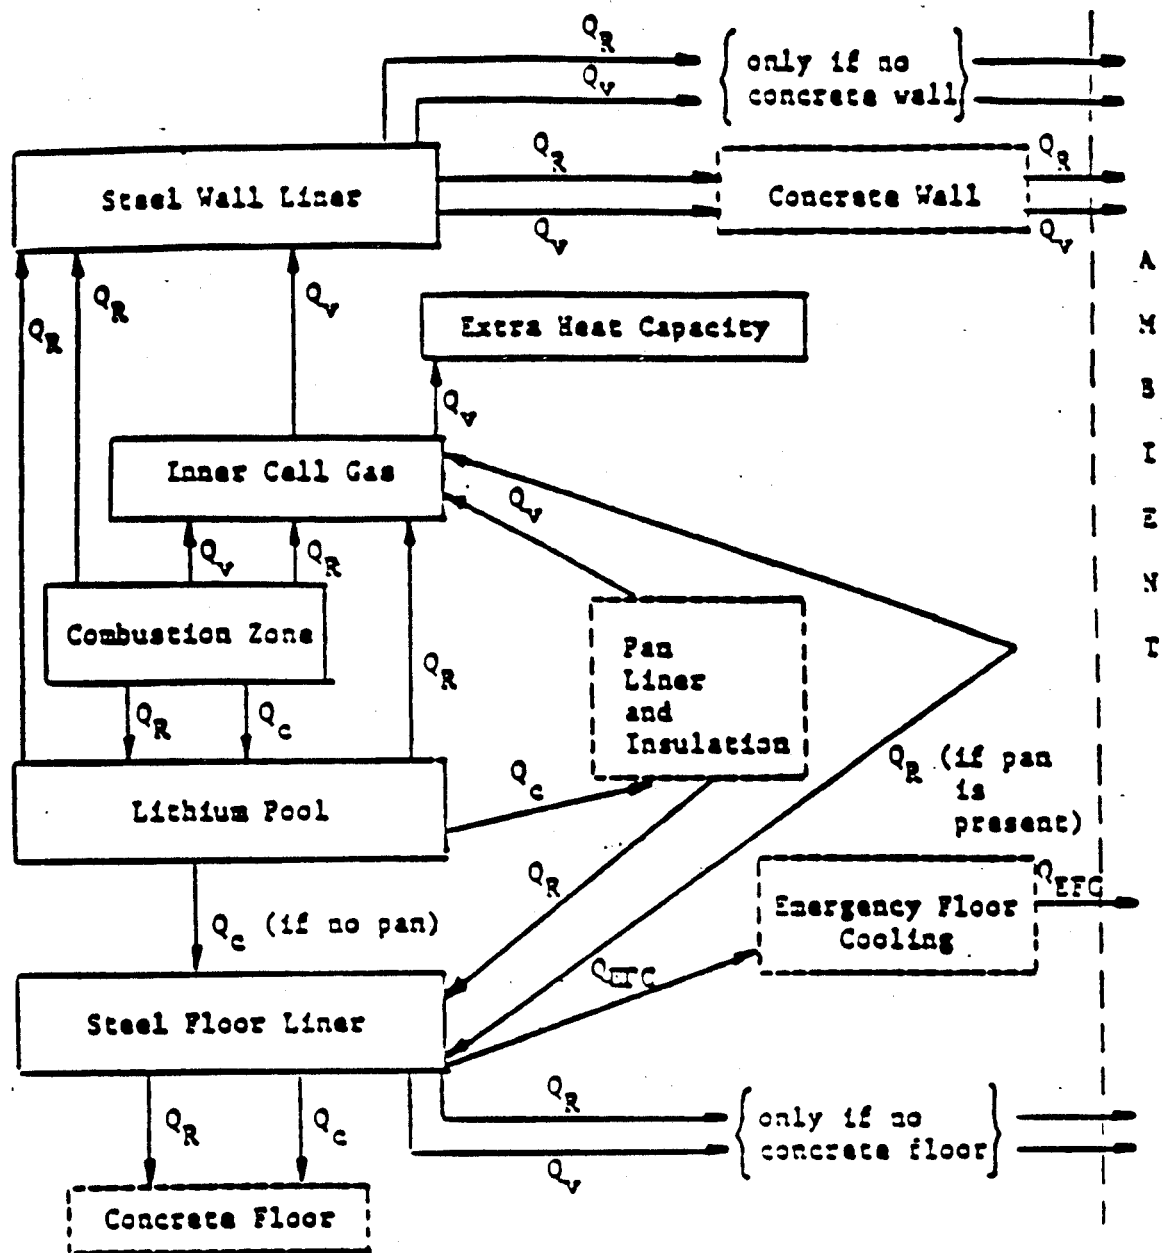 Q_R
Q_v
{only if no
concrete wall}
Steel Wall Liner
Q_R
Q_v
Concrete Wall
Q_R
Q_v
A
M
B
I
E
N
T
Q_R
Q_R
Q_v
Extra Heat Capacity
Q_v
Inner Cell Gas
Q_v
Q_v
Q_R
Combustion Zone
Pan
Liner
and
Insulation
Q_R
Q_R
Q_c
Q_c
Q_R (if pan
is
present)
Lithium Pool
Q_R
Q_c (if no pan)
Emergency Floor
Cooling
Q_EFC
Q_EFC
Steel Floor Liner
Q_R
Q_c
Q_R
Q_v
{only if no
concrete floor}
Concrete Floor